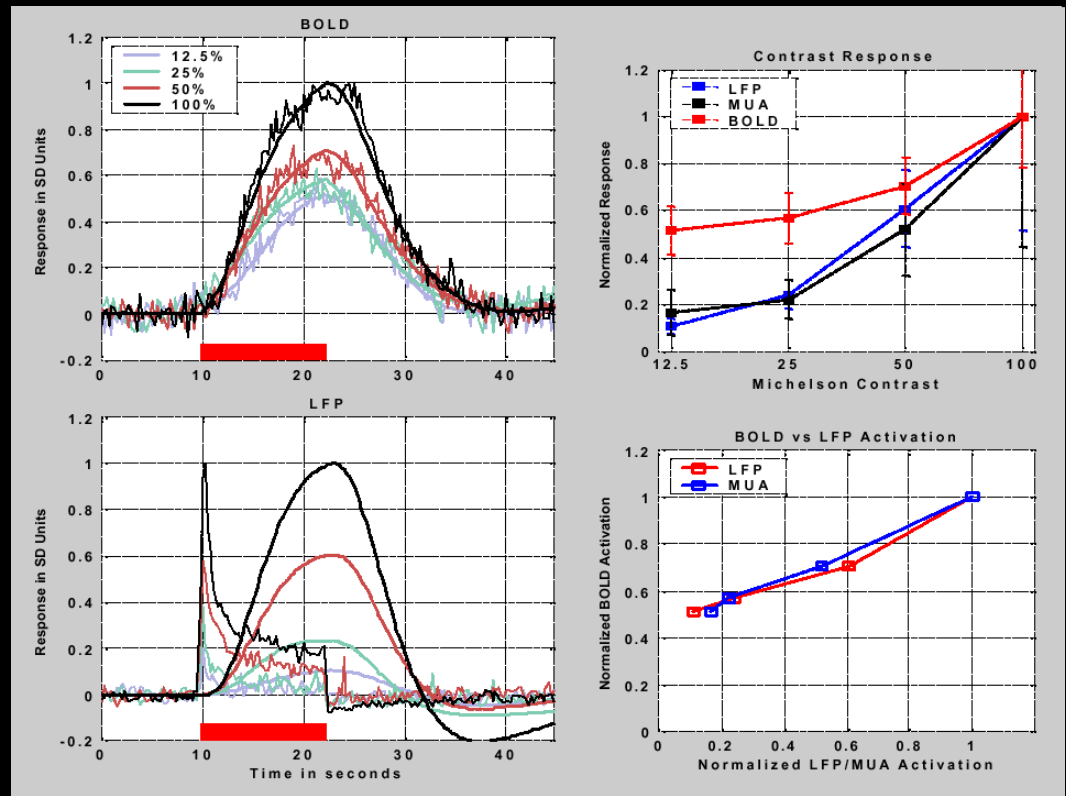 BOLD
1.2
1
0.8
0.6
0.4
0.2
0
-0.2
Response in SD Units
12.5%
25%
50%
100%
0 10 20 30 40
LFP
1.2
1
0.8
0.6
0.4
0.2
0
-0.2
Response in SD Units
0 10 20 30 40
Time in seconds
Contrast Response
1.2
1
0.8
0.6
0.4
0.2
0
Normalized Response
LFP
MUA
BOLD
12.5 25 50 100
Michelson Contrast
BOLD vs LFP Activation
1.2
1
0.8
0.6
0.4
0.2
0
Normalized BOLD Activation
LFP
MUA
0 0.2 0.4 0.6 0.8 1
Normalized LFP/MUA Activation